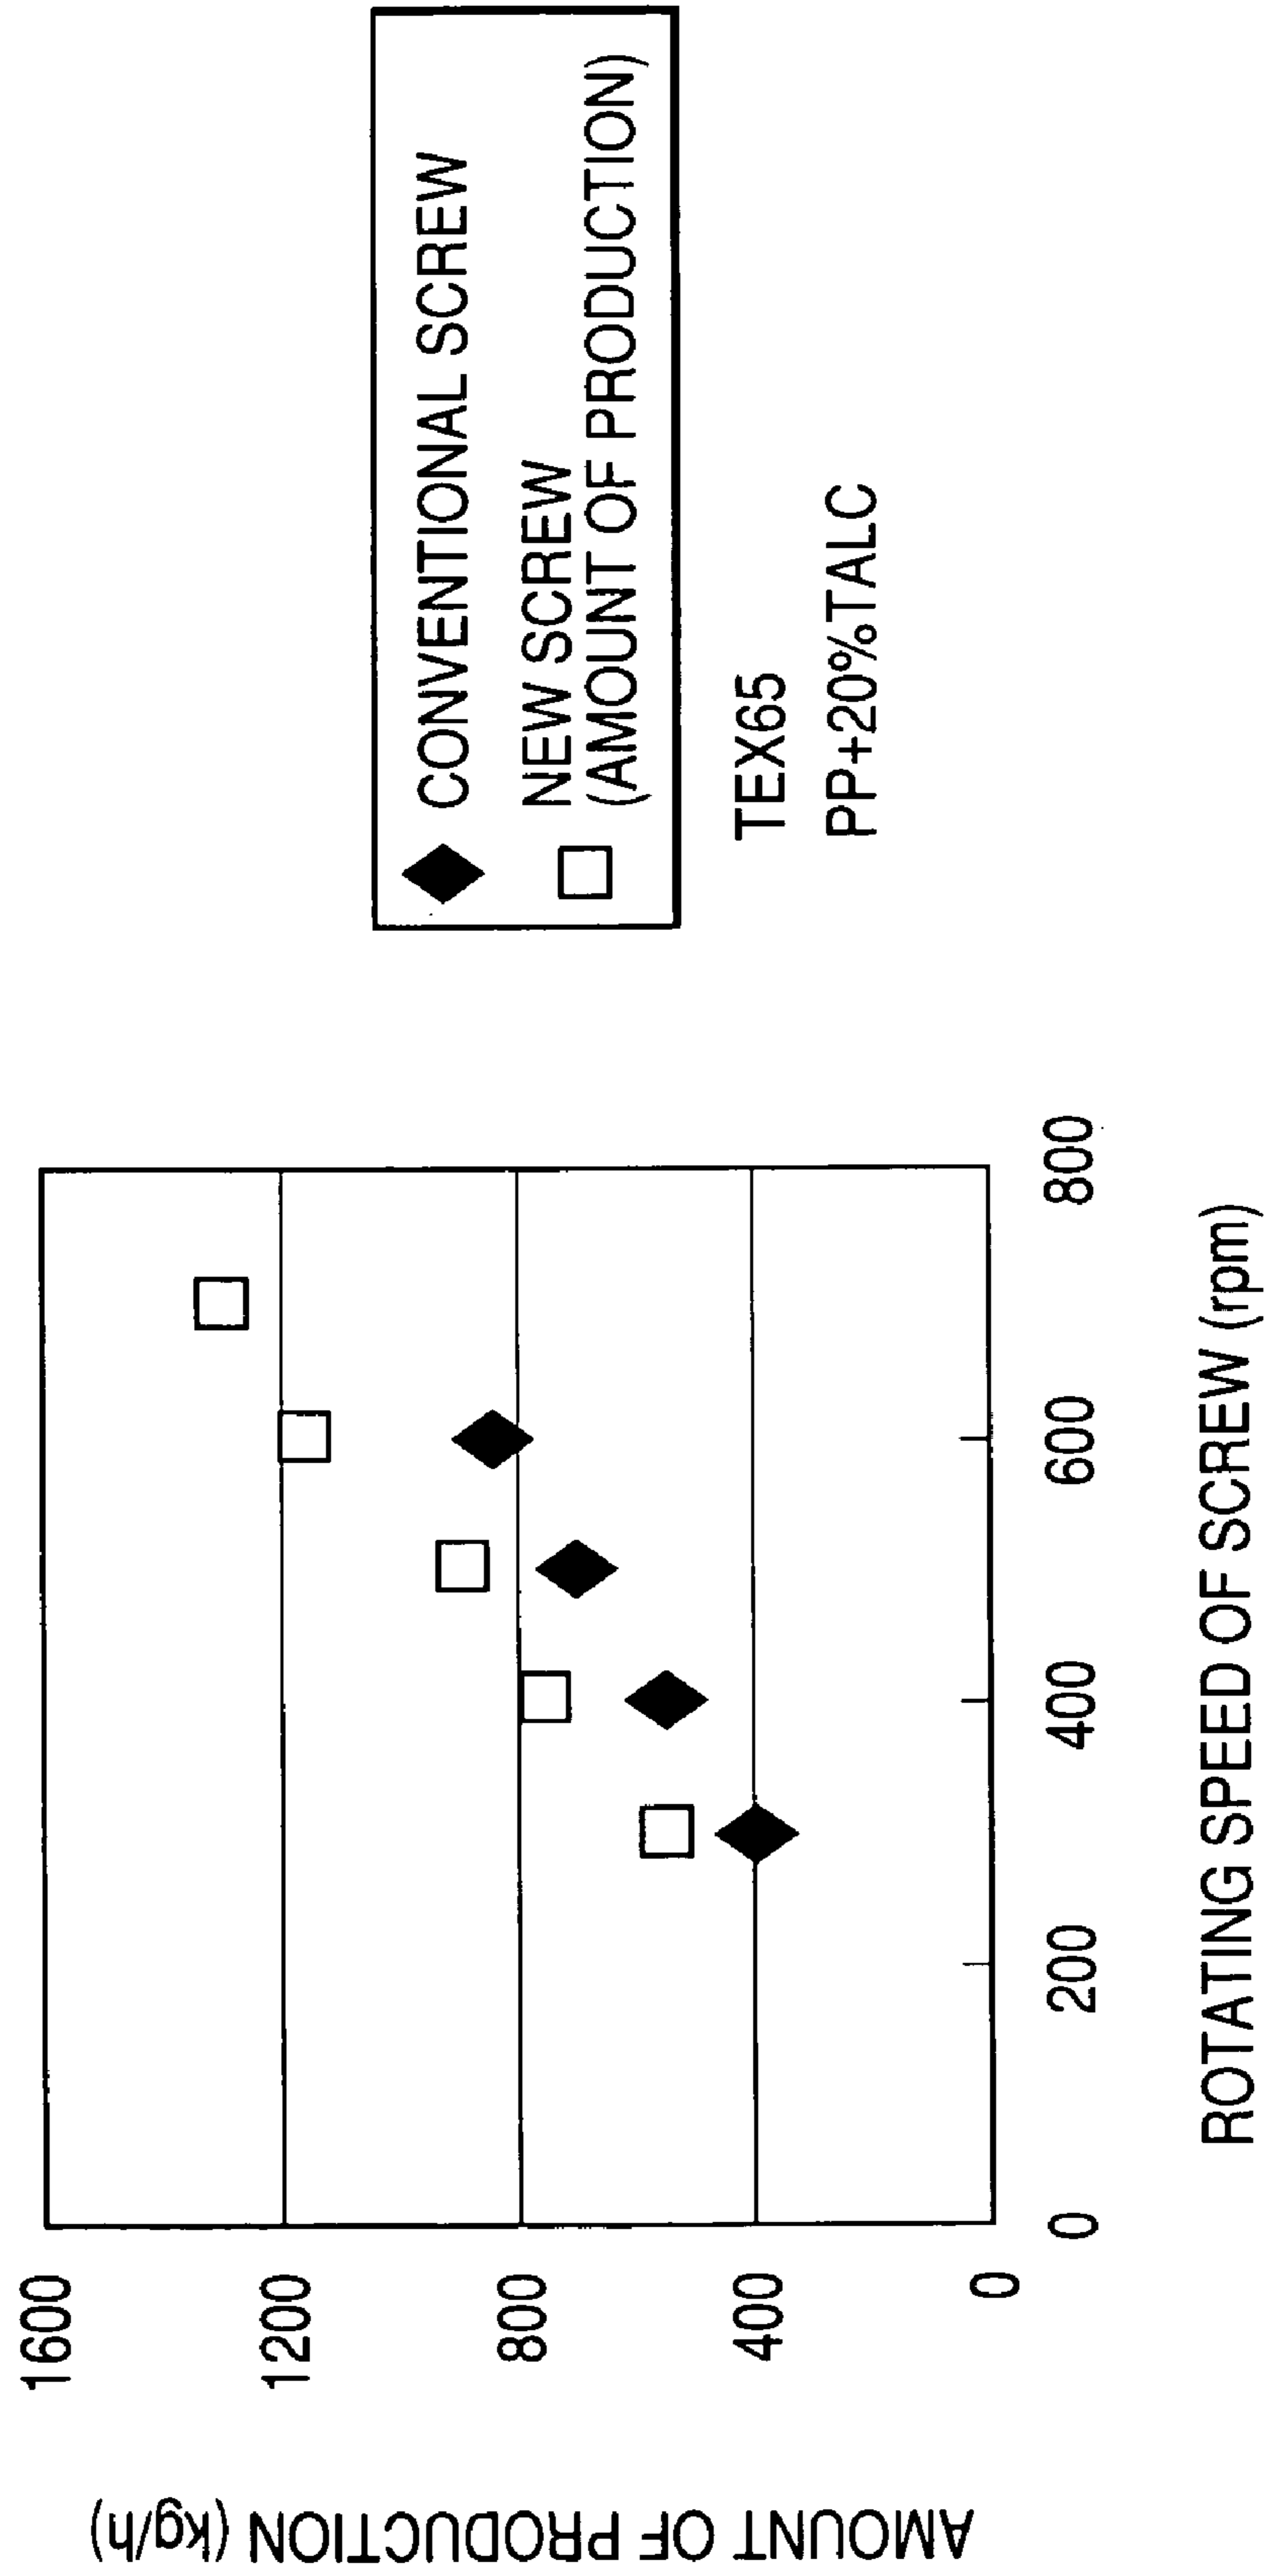 AMOUNT OF PRODUCTION (kg/h)
1600
1200
800
400
0
0
200
400
600
800
ROTATING SPEED OF SCREW (rpm)
CONVENTIONAL SCREW
NEW SCREW
(AMOUNT OF PRODUCTION)
TEX65
PP+20%TALC